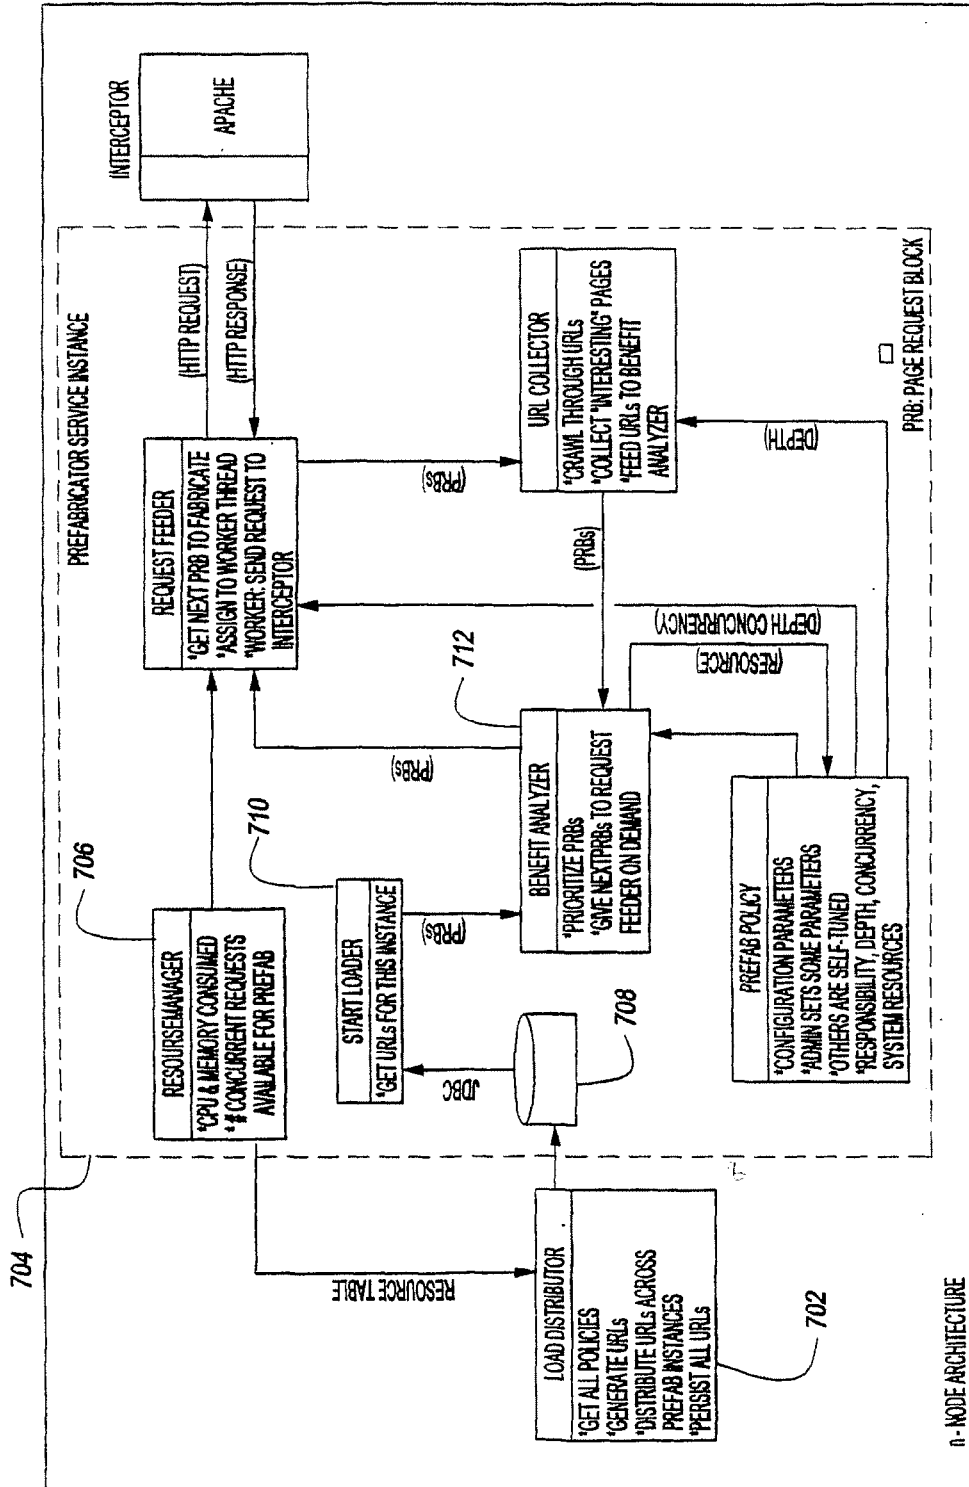 704
PREFABRICATOR SERVICE INSTANCE
INTERCEPTOR
APACHE
706
RESOURSEMANAGER
*CPU & MEMORY CONSUMED
*# CONCURRENT REQUESTS
AVAILABLE FOR PREFAB
REQUEST FEEDER
*GET NEXT PRB TO FABRICATE
*ASSIGN TO WORKER THREAD
*WORKER: SEND REQUEST TO
INTERCEPTOR
(HTTP REQUEST)
(HTTP RESPONSE)
710
START LOADER
*GET URLs FOR THIS INSTANCE
(PRBs)
(PRBs)
(PRBs)
712
RESOURCE TABLE
JDBC
708
LOAD DISTRIBUTOR
*GET ALL POLICIES
*GENERATE URLs
*DISTRIBUTE URLs ACROSS
PREFAB INSTANCES
*PERSIST ALL URLs
702
BENEFIT ANALYZER
*PRIORITIZE PRBs
*GIVE NEXTPRBs TO REQUEST
FEEDER ON DEMAND
(PRBs)
URL COLLECTOR
*CRAWL THROUGH URLs
*COLLECT "INTERESTING" PAGES
*FEED URLs TO BENEFIT
ANALYZER
(DEPTH CONCURRENCY)
(RESOURCE)
(DEPTH)
PREFAB POLICY
*CONFIGURATION PARAMETERS
*ADMIN SETS SOME PARAMETERS
*OTHERS ARE SELF-TUNED
*RESPONSIBILITY, DEPTH, CONCURRENCY,
SYSTEM RESOURCES
PRB: PAGE REQUEST BLOCK
n - NODE ARCHITECTURE